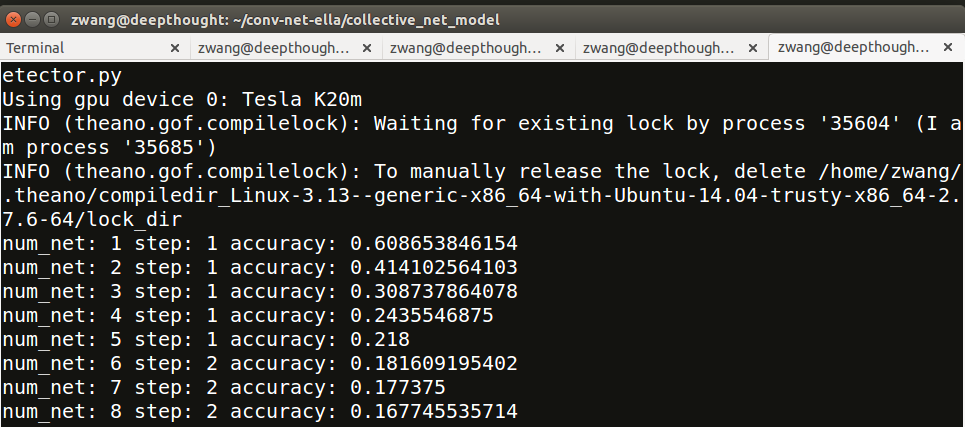 zwang@deepthought: ~/conv-net-ella/collective_net_model
Terminal zwang@deepthough... zwang@deepthough... zwang@deepthough... zwang@deepthough...
etector.py
Using gpu device 0: Tesla K20m
INFO (theano.gof.compilelock): Waiting for existing lock by process '35604' (I a
m process '35685')
INFO (theano.gof.compilelock): To manually release the lock, delete /home/zwang/
.theano/compiledir_Linux-3.13--generic-x86_64-with-Ubuntu-14.04-trusty-x86_64-2.
7.6-64/lock_dir
num_net: 1 step: 1 accuracy: 0.608653846154
num_net: 2 step: 1 accuracy: 0.414102564103
num_net: 3 step: 1 accuracy: 0.308737864078
num_net: 4 step: 1 accuracy: 0.2435546875
num_net: 5 step: 1 accuracy: 0.218
num_net: 6 step: 2 accuracy: 0.181609195402
num_net: 7 step: 2 accuracy: 0.177375
num_net: 8 step: 2 accuracy: 0.167745535714